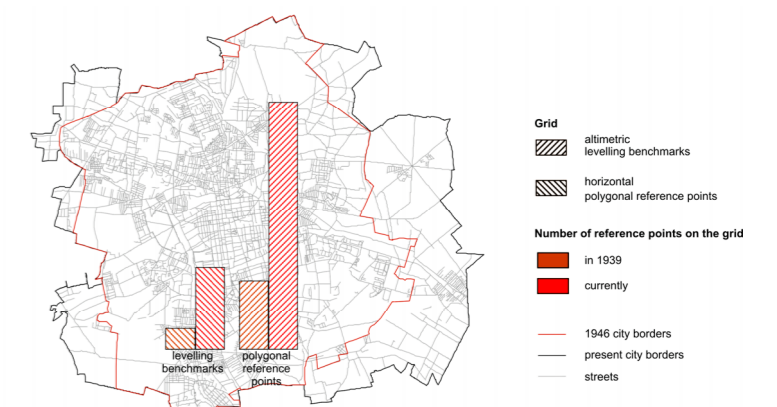 Grid
altimetric
levelling benchmarks
horizontal
polygonal reference points
Number of reference points on the grid
in 1939
currently
1946 city borders
present city borders
streets
levelling
benchmarks
polygonal
reference
points